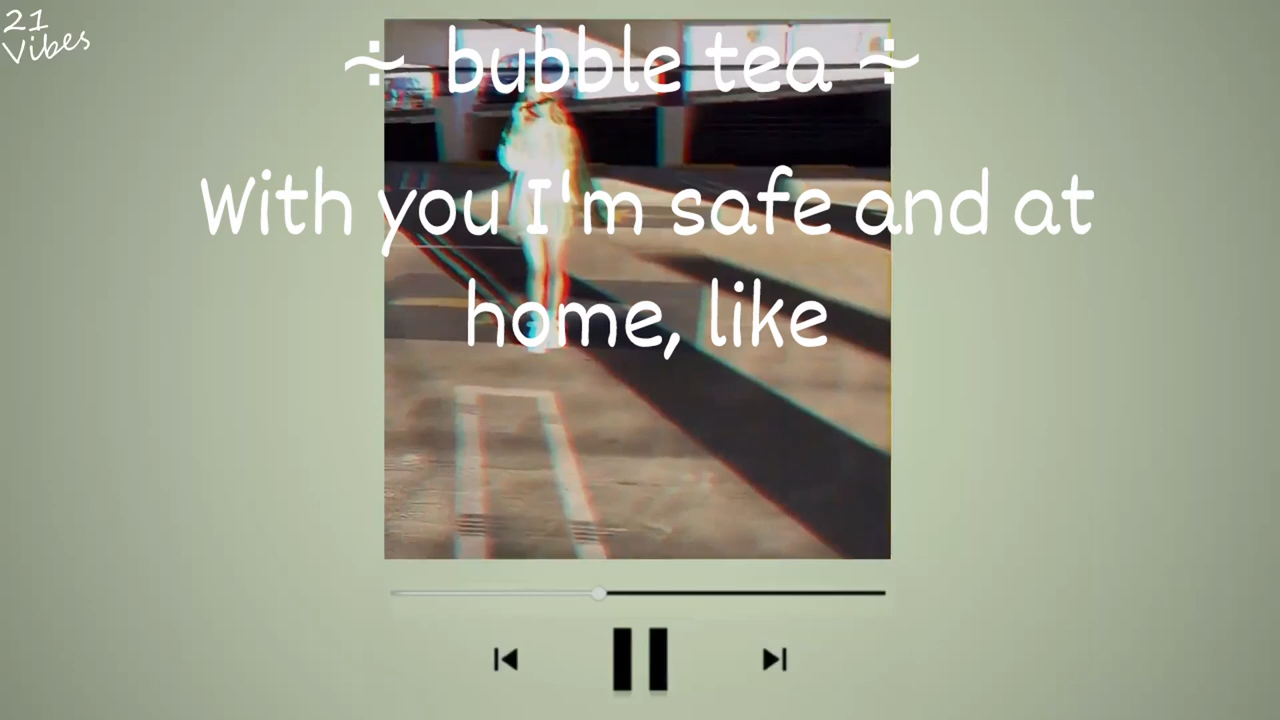 21
Vibes
÷ bubble tea ÷
With you I'm safe and at
home, like